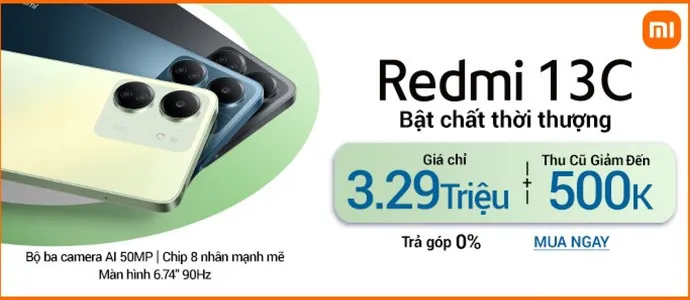 mi
Redmi 13C
Bật chất thời thượng
Giá chỉ
3.29Triệu
+
Thu Cũ Giảm Đến
500K
Trả góp 0%
MUA NGAY
Bộ ba camera AI 50MP | Chip 8 nhân mạnh mẽ
Màn hình 6.74" 90Hz